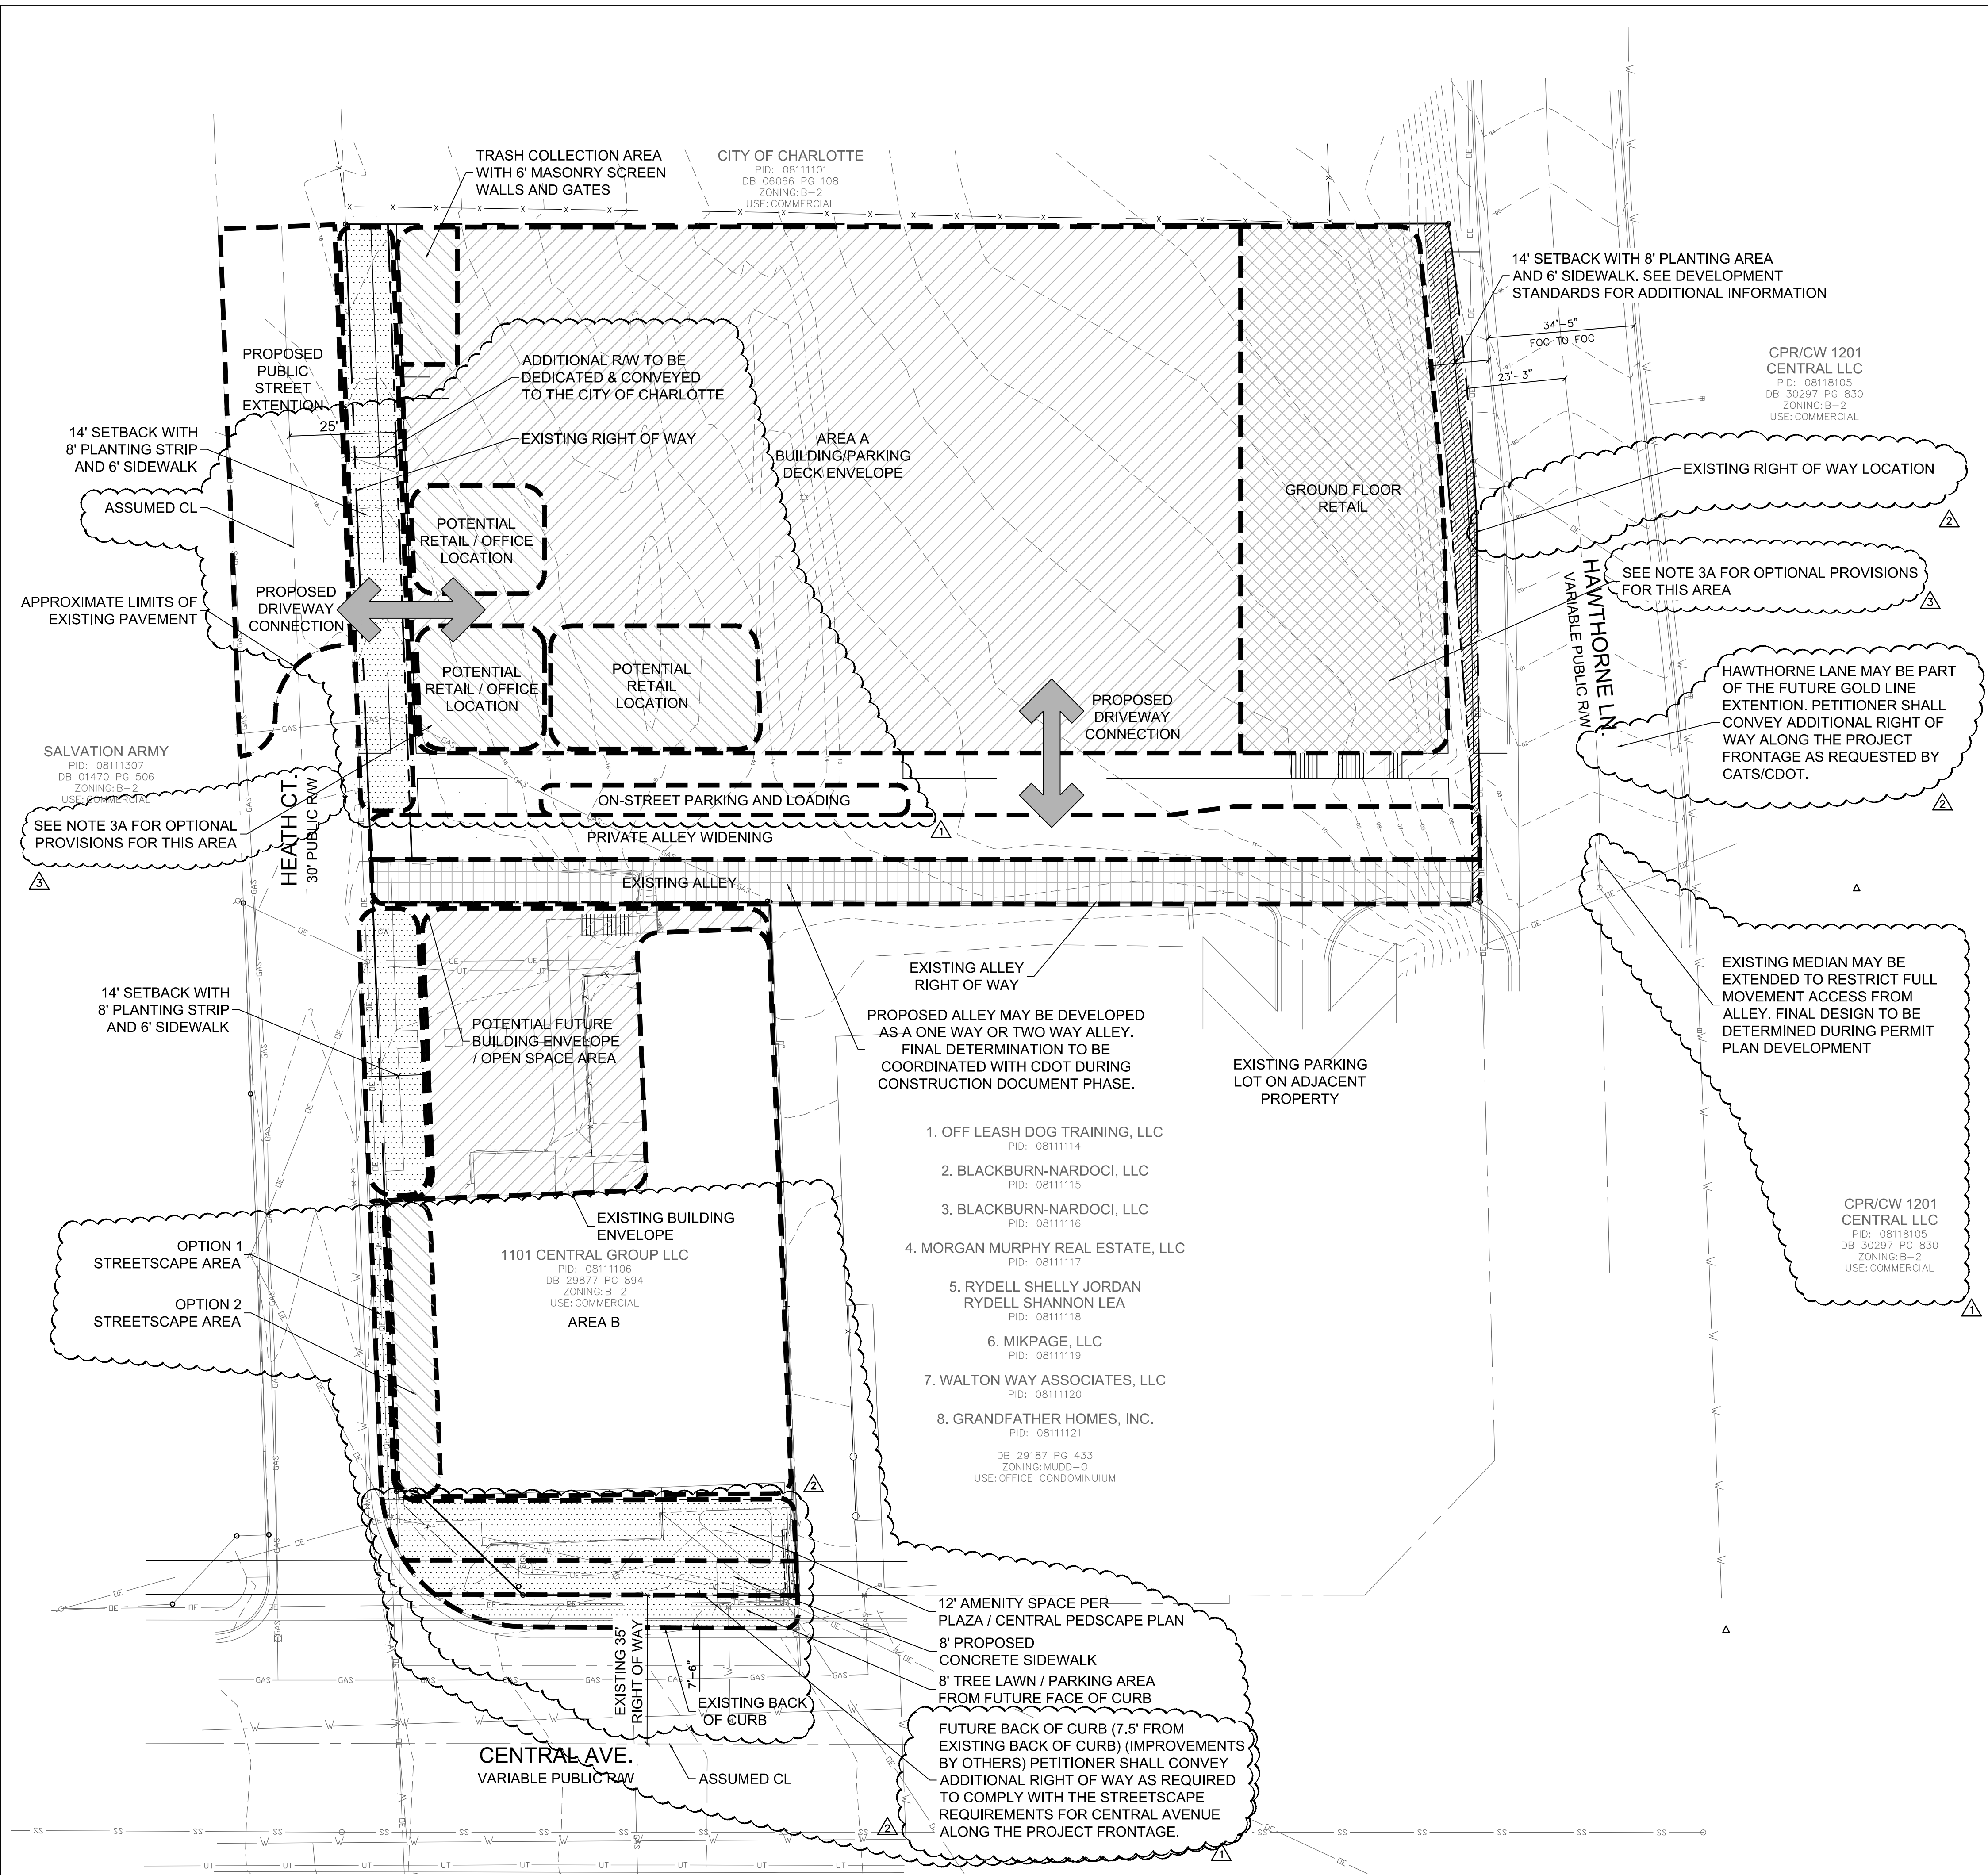 TRASH COLLECTION AREA
WITH 6' MASONRY SCREEN
WALLS AND GATES
CITY OF CHARLOTTE
PID: 08111101
DB 06066 PG 108
ZONING: B-2
USE: COMMERCIAL
14' SETBACK WITH 8' PLANTING AREA
AND 6' SIDEWALK. SEE DEVELOPMENT
STANDARDS FOR ADDITIONAL INFORMATION
34'-5"
FOC TO FOC
23'-3"
CPR/CW 1201
CENTRAL LLC
PID: 08118105
DB 30297 PG 830
ZONING: B-2
USE: COMMERCIAL
PROPOSED
PUBLIC
STREET
EXTENTION
25'
ADDITIONAL R/W TO BE
DEDICATED & CONVEYED
TO THE CITY OF CHARLOTTE
14' SETBACK WITH
8' PLANTING STRIP
AND 6' SIDEWALK
EXISTING RIGHT OF WAY
AREA A
BUILDING/PARKING
DECK ENVELOPE
ASSUMED CL
POTENTIAL
RETAIL / OFFICE
LOCATION
GROUND FLOOR
RETAIL
EXISTING RIGHT OF WAY LOCATION
2
SEE NOTE 3A FOR OPTIONAL PROVISIONS
FOR THIS AREA
3
HAWTHORNE LN.
VARIABLE PUBLIC R/W
APPROXIMATE LIMITS OF
EXISTING PAVEMENT
PROPOSED
DRIVEWAY
CONNECTION
POTENTIAL
RETAIL / OFFICE
LOCATION
POTENTIAL
RETAIL
LOCATION
PROPOSED
DRIVEWAY
CONNECTION
HAWTHORNE LANE MAY BE PART
OF THE FUTURE GOLD LINE
EXTENTION. PETITIONER SHALL
CONVEY ADDITIONAL RIGHT OF
WAY ALONG THE PROJECT
FRONTAGE AS REQUESTED BY
CATS/CDOT.
2
SALVATION ARMY
PID: 08111307
DB 01470 PG 506
ZONING: B-2
USE: COMMERCIAL
SEE NOTE 3A FOR OPTIONAL
PROVISIONS FOR THIS AREA
3
HEATH CT.
30' PUBLIC R/W
ON-STREET PARKING AND LOADING
1
PRIVATE ALLEY WIDENING
EXISTING ALLEY
EXISTING ALLEY
RIGHT OF WAY
14' SETBACK WITH
8' PLANTING STRIP
AND 6' SIDEWALK
POTENTIAL FUTURE
BUILDING ENVELOPE
/ OPEN SPACE AREA
PROPOSED ALLEY MAY BE DEVELOPED
AS A ONE WAY OR TWO WAY ALLEY.
FINAL DETERMINATION TO BE
COORDINATED WITH CDOT DURING
CONSTRUCTION DOCUMENT PHASE.
EXISTING PARKING
LOT ON ADJACENT
PROPERTY
EXISTING MEDIAN MAY BE
EXTENDED TO RESTRICT FULL
MOVEMENT ACCESS FROM
ALLEY. FINAL DESIGN TO BE
DETERMINED DURING PERMIT
PLAN DEVELOPMENT
CPR/CW 1201
CENTRAL LLC
PID: 08118105
DB 30297 PG 830
ZONING: B-2
USE: COMMERCIAL
1
1. OFF LEASH DOG TRAINING, LLC
PID: 08111114
2. BLACKBURN-NARDOCI, LLC
PID: 08111115
3. BLACKBURN-NARDOCI, LLC
PID: 08111116
4. MORGAN MURPHY REAL ESTATE, LLC
PID: 08111117
5. RYDELL SHELLY JORDAN
RYDELL SHANNON LEA
PID: 08111118
6. MIKPAGE, LLC
PID: 08111119
7. WALTON WAY ASSOCIATES, LLC
PID: 08111120
8. GRANDFATHER HOMES, INC.
PID: 08111121
DB 29187 PG 433
ZONING: MUDD-O
USE: OFFICE CONDOMINUIUM
EXISTING BUILDING
ENVELOPE
1101 CENTRAL GROUP LLC
PID: 08111106
DB 29877 PG 894
ZONING: B-2
USE: COMMERCIAL
AREA B
OPTION 1
STREETSCAPE AREA
OPTION 2
STREETSCAPE AREA
2
12' AMENITY SPACE PER
PLAZA / CENTRAL PEDSCAPE PLAN
8' PROPOSED
CONCRETE SIDEWALK
8' TREE LAWN / PARKING AREA
FROM FUTURE FACE OF CURB
EXISTING 35'
RIGHT OF WAY
7'-6"
EXISTING BACK
OF CURB
FUTURE BACK OF CURB (7.5' FROM
EXISTING BACK OF CURB) (IMPROVEMENTS
BY OTHERS) PETITIONER SHALL CONVEY
ADDITIONAL RIGHT OF WAY AS REQUIRED
TO COMPLY WITH THE STREETSCAPE
REQUIREMENTS FOR CENTRAL AVENUE
ALONG THE PROJECT FRONTAGE.
2
1
CENTRAL AVE.
VARIABLE PUBLIC R/W
ASSUMED CL